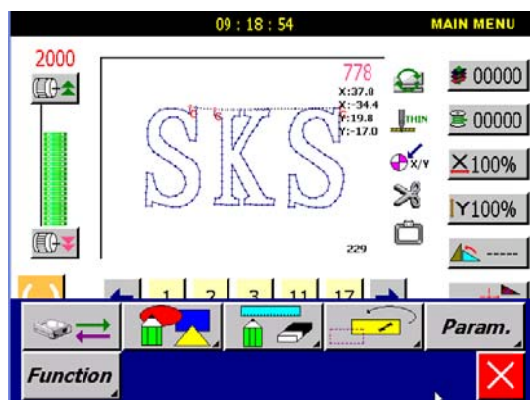 09 : 18 : 54
MAIN MENU
2000
778
X:37.0
X:-34.4
Y:19.8
Y:-17.0
SKS
229
THIN
X/Y
00000
00000
X100%
Y100%
-----
1 2 3 11 17
Param.
Function